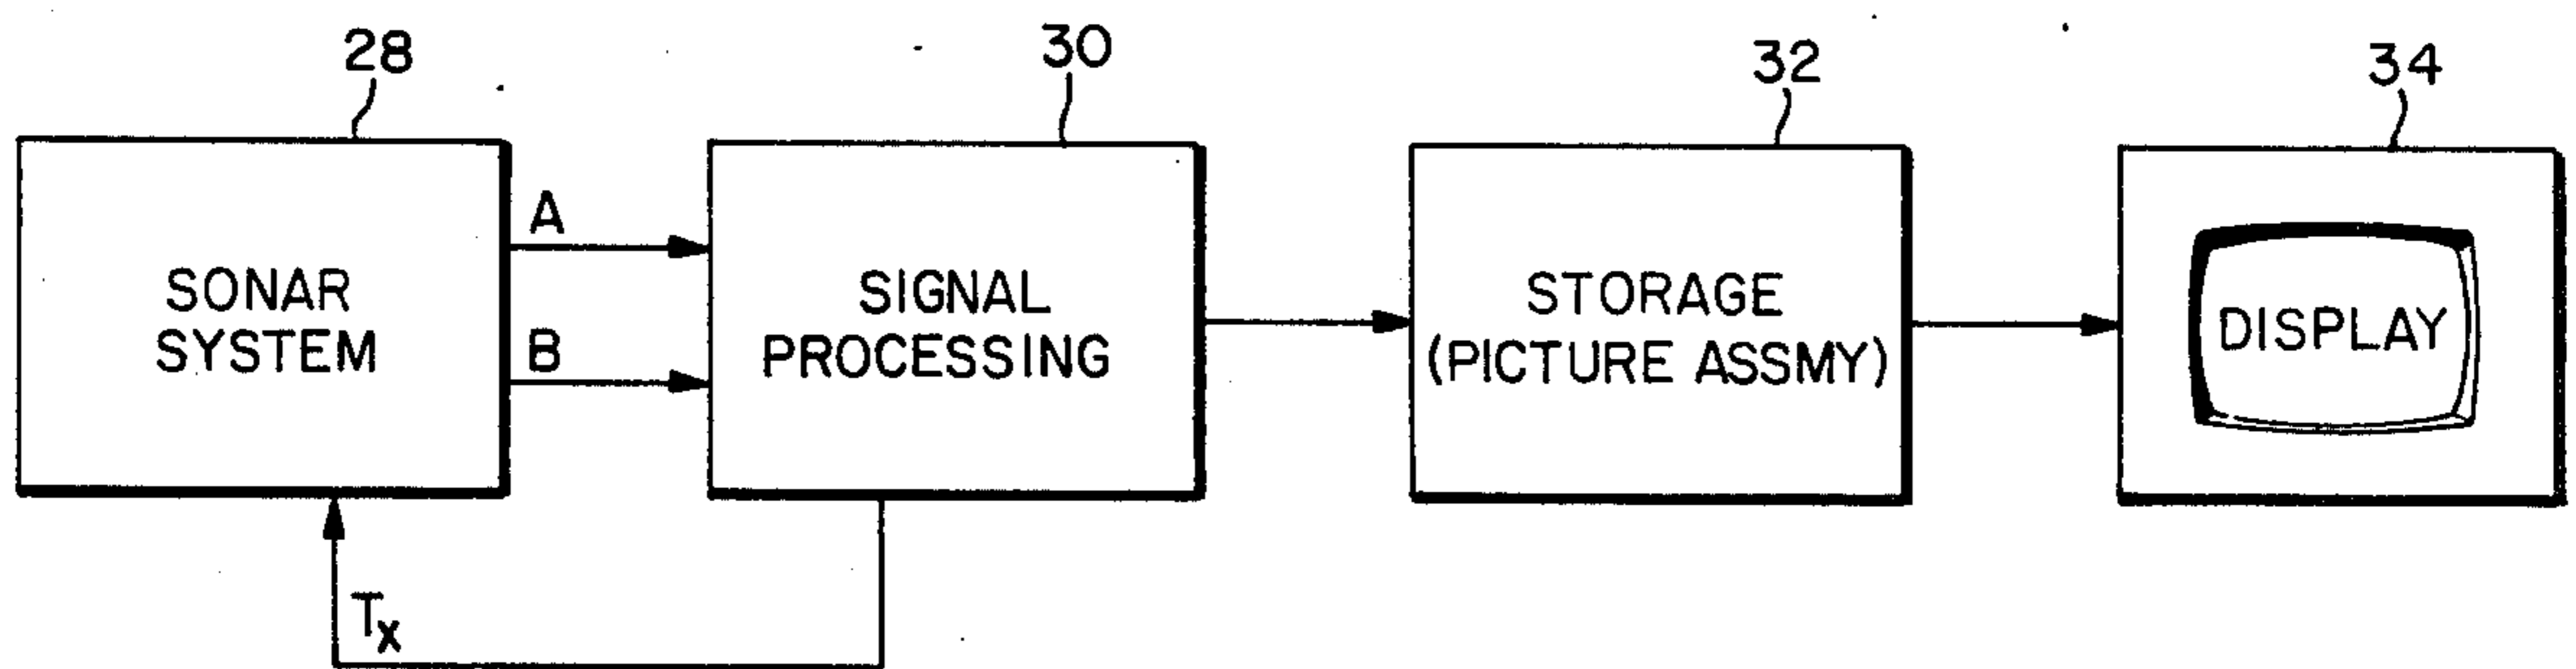 28
30
32
34
SONAR
SYSTEM
A
B
SIGNAL
PROCESSING
STORAGE
(PICTURE ASSMY)
DISPLAY
Tx